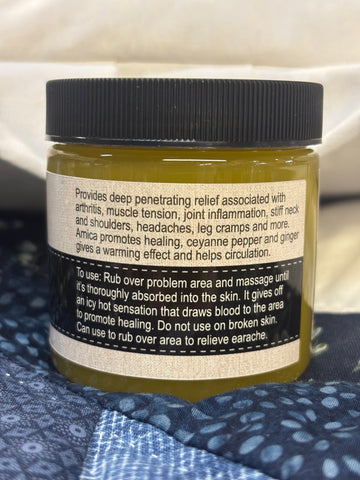 Provides deep penetrating relief associated with
arthritis, muscle tension, joint inflammation, stiff neck
and shoulders, headaches, leg cramps and more.
Arnica promotes healing, ceyanne pepper and ginger
gives a warming effect and helps circulation.
To use: Rub over problem area and massage until
it's thoroughly absorbed into the skin. It gives off
an icy hot sensation that draws blood to the area
to promote healing. Do not use on broken skin.
Can use to rub over area to relieve earache.